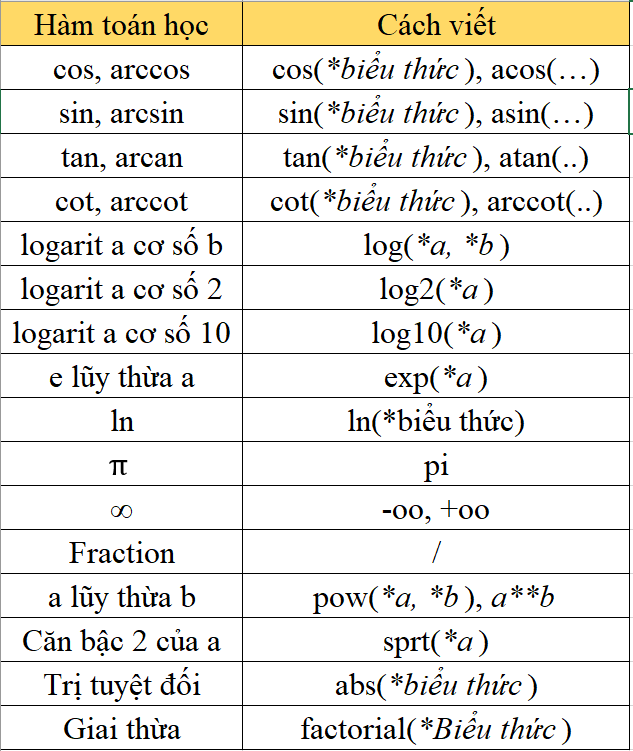 Hàm toán học Cách viết
cos, arccos cos(*biểu thức ), acos(…)
sin, arcsin sin(*biểu thức ), asin(…)
tan, arcan tan(*biểu thức ), atan(..)
cot, arccot cot(*biểu thức ), arccot(..)
logarit a cơ số b log(*a, *b )
logarit a cơ số 2 log2(*a )
logarit a cơ số 10 log10(*a )
e lũy thừa a exp(*a )
ln ln(*biểu thức)
π pi
∞ -oo, +oo
Fraction /
a lũy thừa b pow(*a, *b ), a**b
Căn bậc 2 của a sprt(*a )
Trị tuyệt đối abs(*biểu thức )
Giai thừa factorial(*Biểu thức )